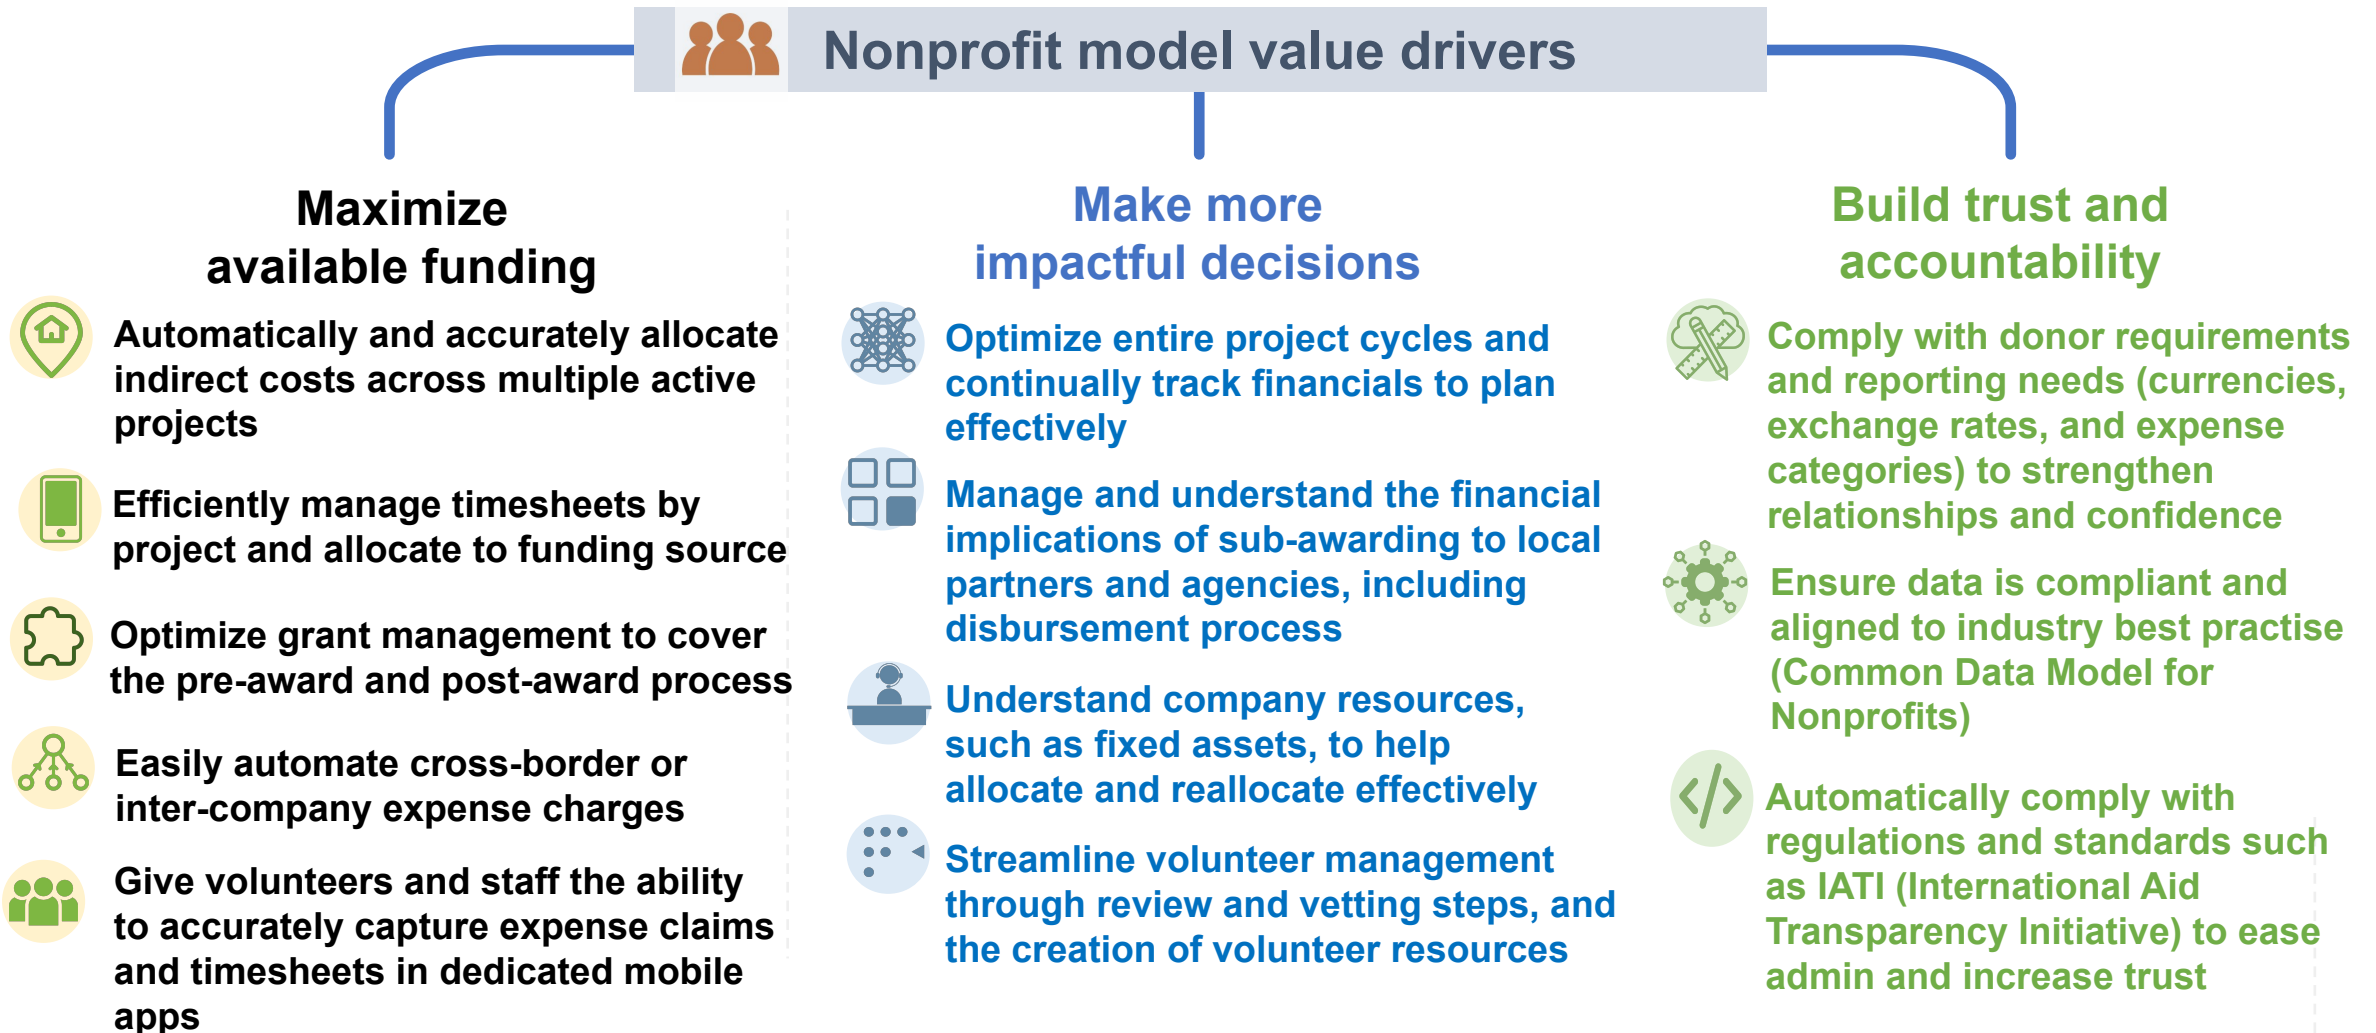 Nonprofit model value drivers
Maximize
available funding
Automatically and accurately allocate
indirect costs across multiple active
projects
Efficiently manage timesheets by
project and allocate to funding source
Optimize grant management to cover
the pre-award and post-award process
Easily automate cross-border or
inter-company expense charges
Give volunteers and staff the ability
to accurately capture expense claims
and timesheets in dedicated mobile
apps
Make more
impactful decisions
Optimize entire project cycles and
continually track financials to plan
effectively
Manage and understand the financial
implications of sub-awarding to local
partners and agencies, including
disbursement process
Understand company resources,
such as fixed assets, to help
allocate and reallocate effectively
Streamline volunteer management
through review and vetting steps, and
the creation of volunteer resources
Build trust and
accountability
Comply with donor requirements
and reporting needs (currencies,
exchange rates, and expense
categories) to strengthen
relationships and confidence
Ensure data is compliant and
aligned to industry best practise
(Common Data Model for
Nonprofits)
Automatically comply with
regulations and standards such
as IATI (International Aid
Transparency Initiative) to ease
admin and increase trust